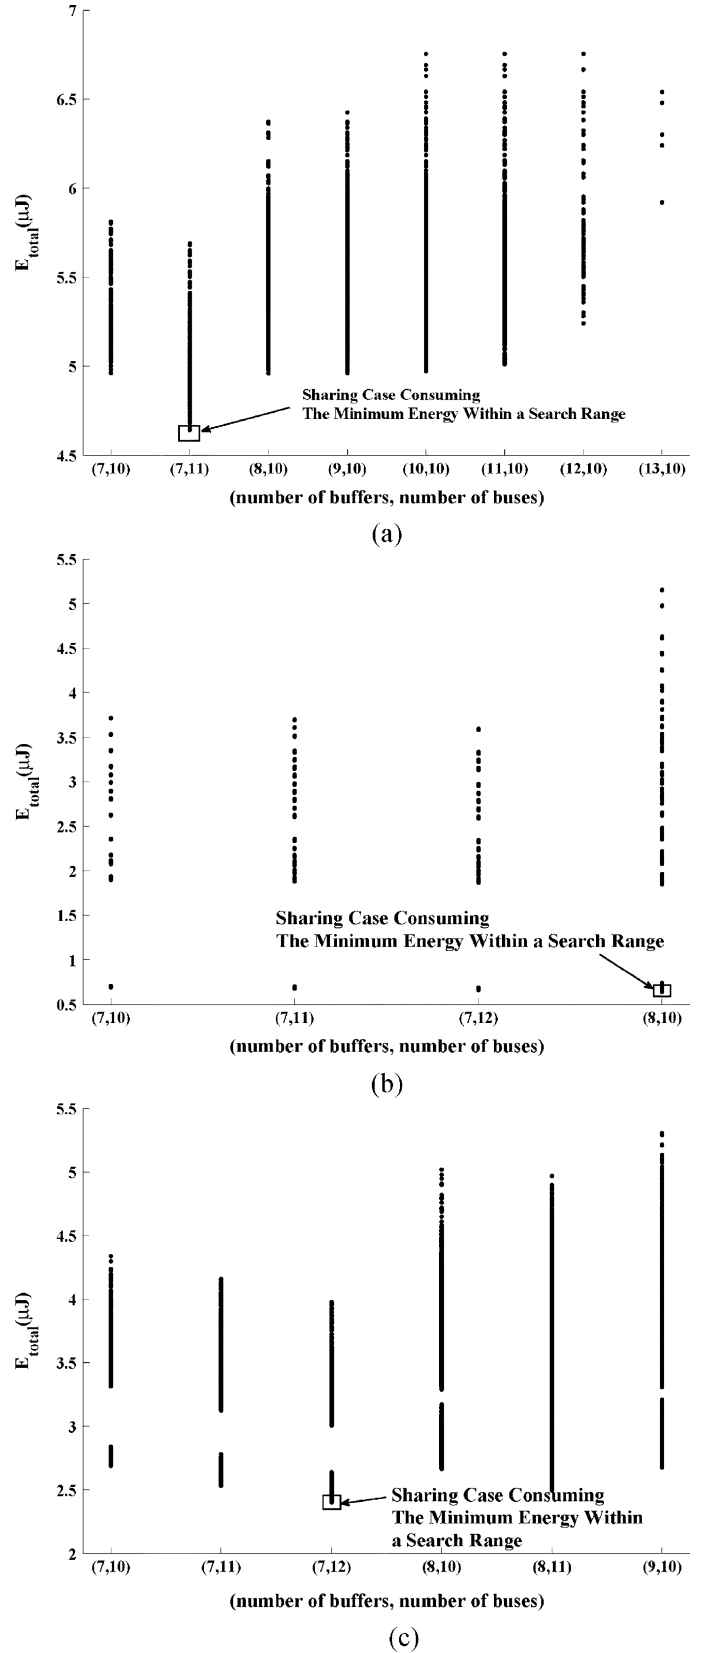 7
6.5
6
5.5
5
4.5
E_total(μJ)
Sharing Case Consuming
The Minimum Energy Within a Search Range
(7,10) (7,11) (8,10) (9,10) (10,10) (11,10) (12,10) (13,10)
(number of buffers, number of buses)
(a)
5.5
5
4.5
4
3.5
3
2.5
2
1.5
1
0.5
E_total(μJ)
Sharing Case Consuming
The Minimum Energy Within a Search Range
(7,10) (7,11) (7,12) (8,10)
(number of buffers, number of buses)
(b)
5.5
5
4.5
4
3.5
3
2.5
2
E_total(μJ)
Sharing Case Consuming
The Minimum Energy Within
a Search Range
(7,10) (7,11) (7,12) (8,10) (8,11) (9,10)
(number of buffers, number of buses)
(c)